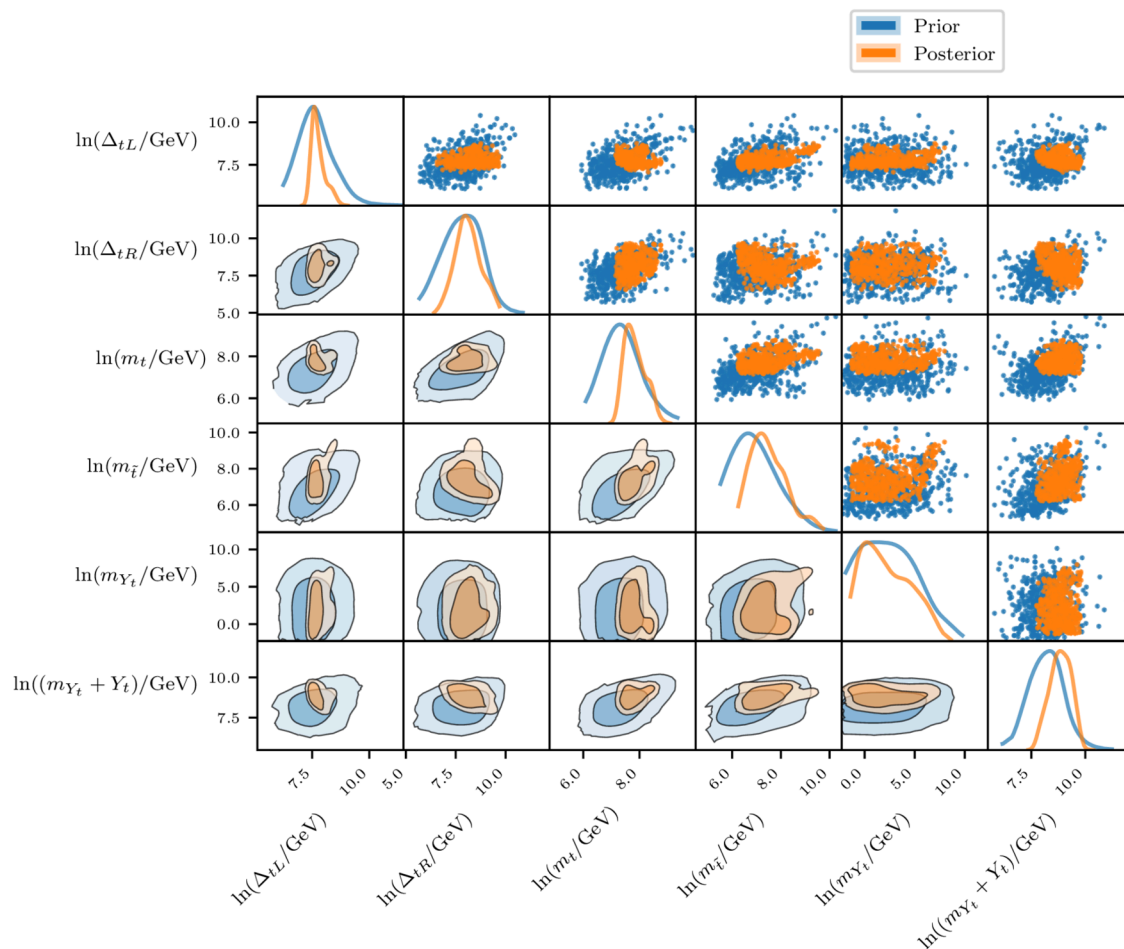 Prior
Posterior
ln(Δ_{tL}/GeV)
10.0
7.5
ln(Δ_{tR}/GeV)
10.0
7.5
5.0
ln(m_t/GeV)
8.0
6.0
ln(m_{t̃}/GeV)
10.0
8.0
6.0
ln(m_{Y_t}/GeV)
10.0
5.0
0.0
ln((m_{Y_t} + Y_t)/GeV)
10.0
7.5
7.5 10.0 5.0 7.5 10.0 6.0 8.0 6.0 8.0 10.0 0.0 5.0 10.0 7.5 10.0
ln(Δ_{tL}/GeV) ln(Δ_{tR}/GeV) ln(m_t/GeV) ln(m_{t̃}/GeV) ln(m_{Y_t}/GeV) ln((m_{Y_t} + Y_t)/GeV)